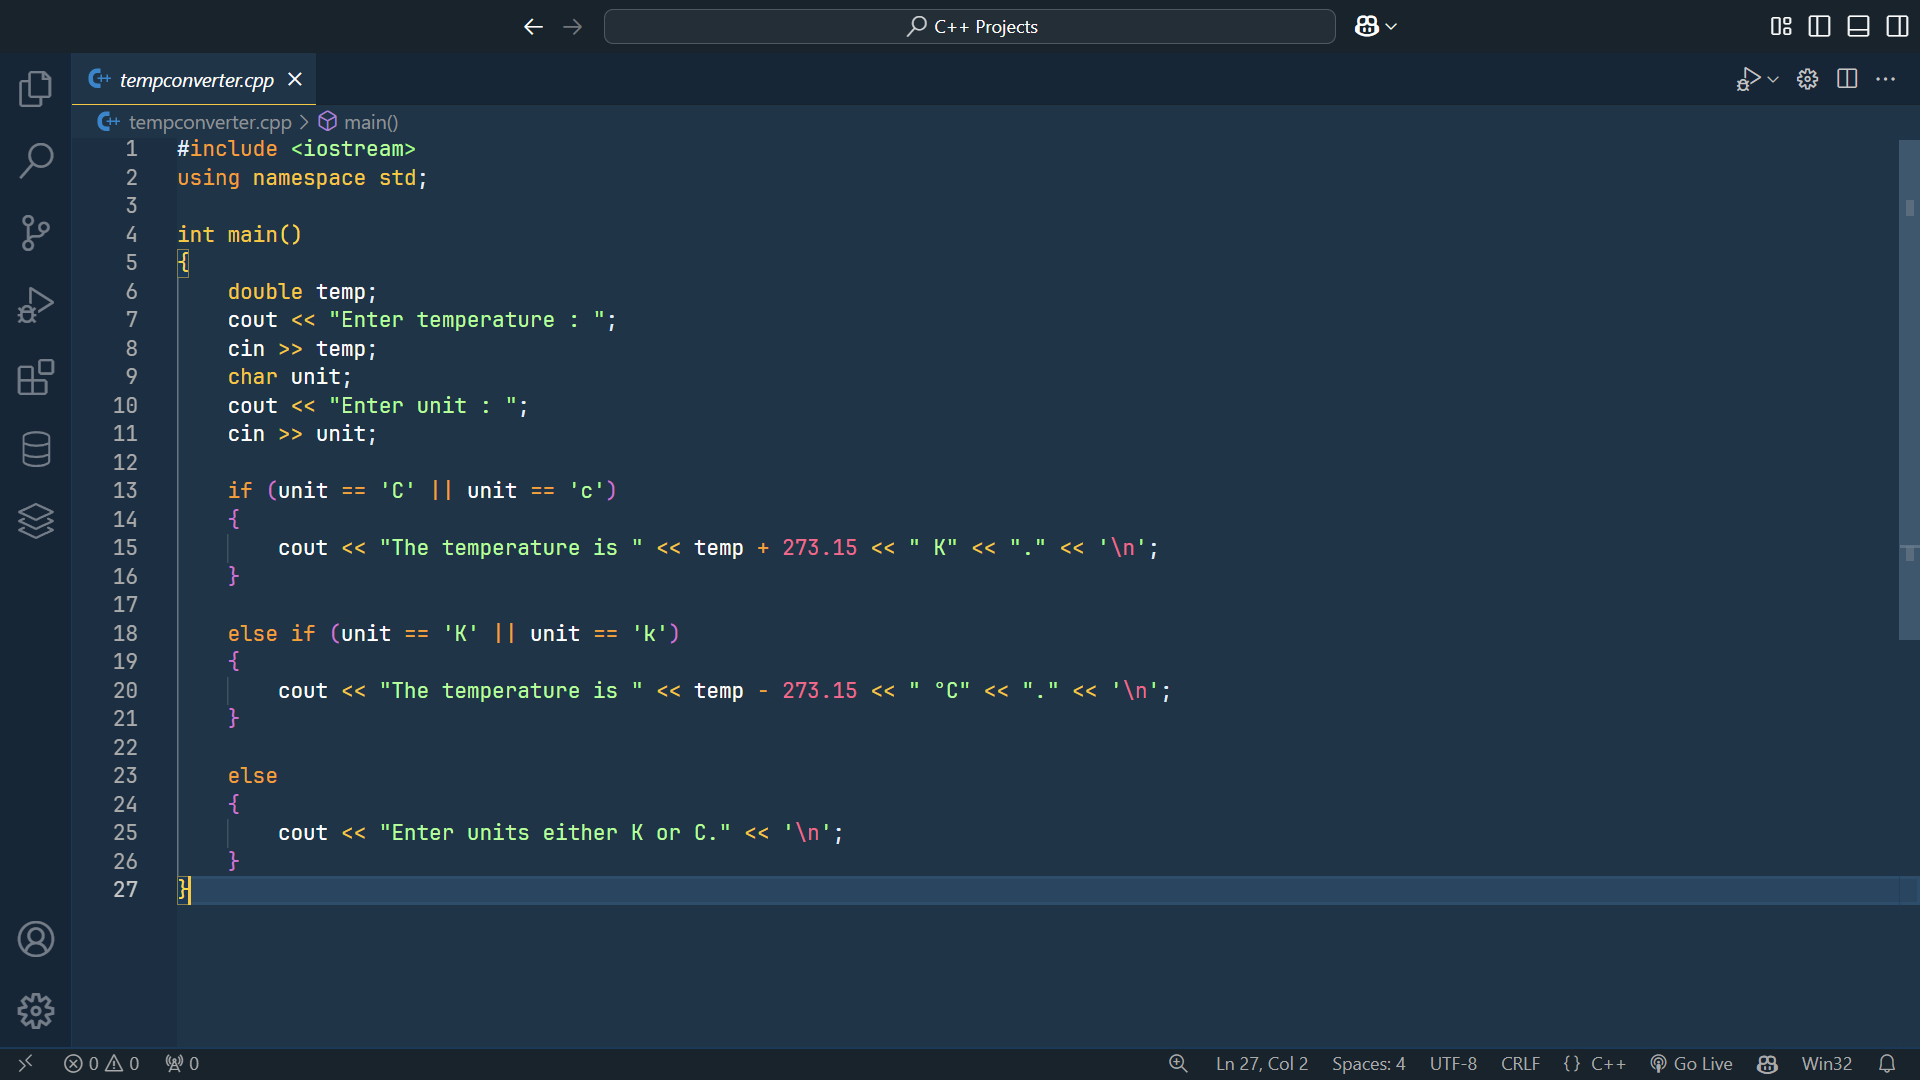 C++ Projects
tempconverter.cpp
tempconverter.cpp > main()
1 #include <iostream>
2 using namespace std;
3
4 int main()
5 {
6     double temp;
7     cout << "Enter temperature : ";
8     cin >> temp;
9     char unit;
10     cout << "Enter unit : ";
11     cin >> unit;
12
13     if (unit == 'C' || unit == 'c')
14     {
15         cout << "The temperature is " << temp + 273.15 << " K" << "." << '\n';
16     }
17
18     else if (unit == 'K' || unit == 'k')
19     {
20         cout << "The temperature is " << temp - 273.15 << " °C" << "." << '\n';
21     }
22
23     else
24     {
25         cout << "Enter units either K or C." << '\n';
26     }
27 }
0 0 0 Ln 27, Col 2 Spaces: 4 UTF-8 CRLF {} C++ Go Live Win32